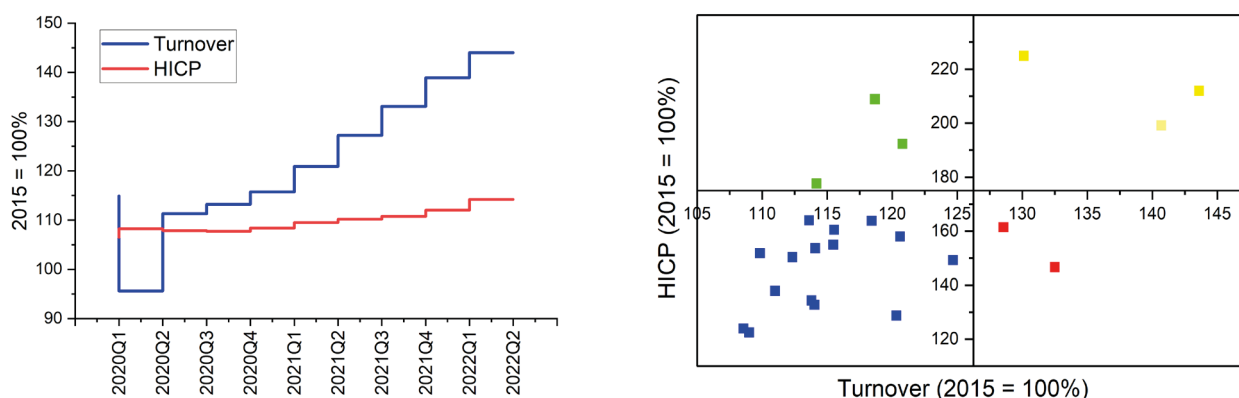 150
140
130
120
110
100
90
2015 = 100%
Turnover
HICP
2020Q1
2020Q2
2020Q3
2020Q4
2021Q1
2021Q2
2021Q3
2021Q4
2022Q1
2022Q2
HICP (2015 = 100%)
220
200
180
160
140
120
105 110 115 120 125 130 135 140 145
Turnover (2015 = 100%)